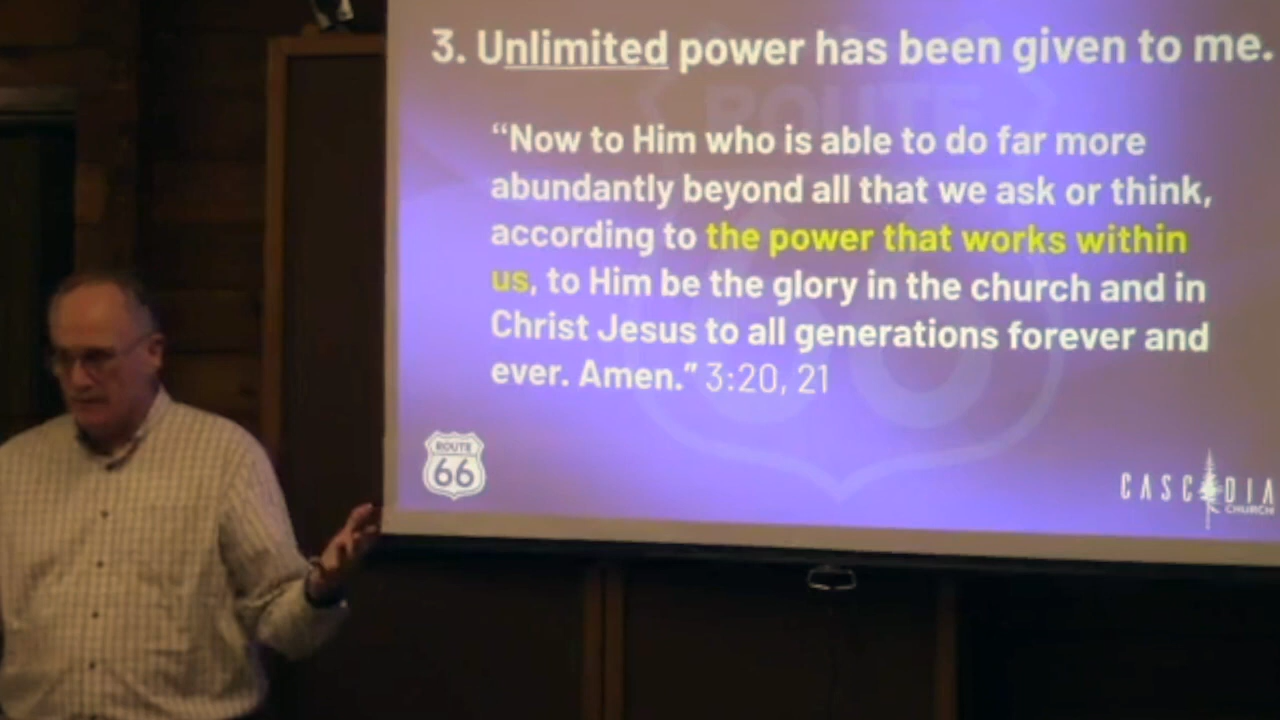 3. Unlimited power has been given to me.
“Now to Him who is able to do far more
abundantly beyond all that we ask or think,
according to the power that works within
us, to Him be the glory in the church and in
Christ Jesus to all generations forever and
ever. Amen.” 3:20, 21
ROUTE
66
ROUTE
66
CASCADIA
CHURCH